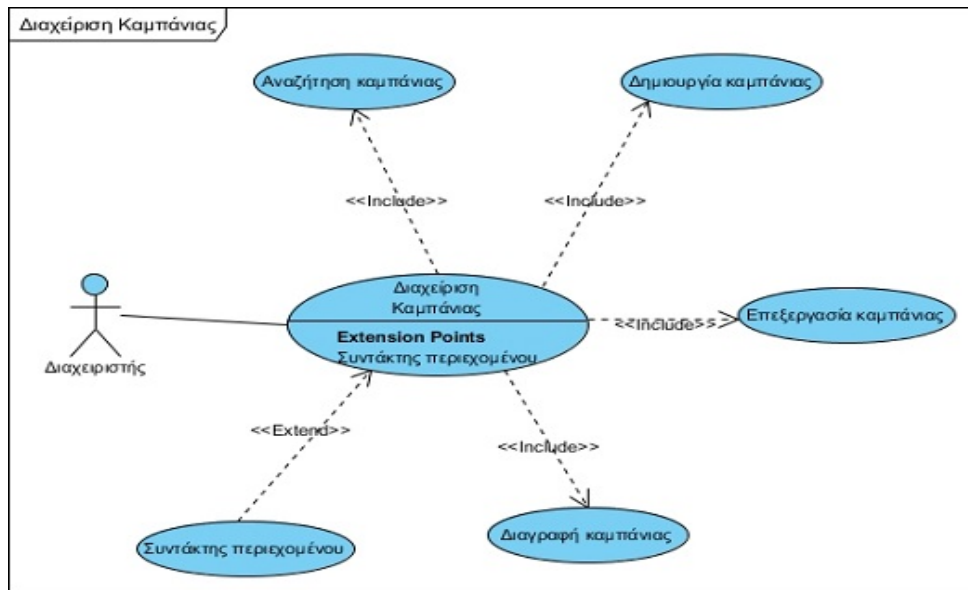 Διαχείριση Καμπάνιας
Αναζήτηση καμπάνιας
Δημιουργία καμπάνιας
<<Include>>
<<Include>>
Διαχείριση
Καμπάνιας
Extension Points
Συντάκτης περιεχομένου
<<Include>>
Επεξεργασία καμπάνιας
Διαχειριστής
<<Extend>>
<<Include>>
Συντάκτης περιεχομένου
Διαγραφή καμπάνιας